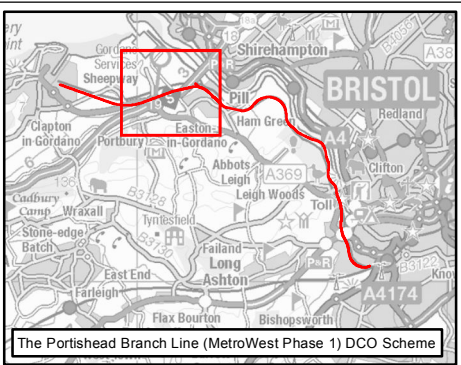 Shirehampton
Gordano
Services
Sheepway
BRISTOL
Redland
Pill
Ham Green
A4
Clapton
in-Gordano
Portbury
Easton-
in-Gordano
Clifton
Abbots
Leigh
A369
Leigh Woods
Toll
Cadbury
Camp
Wraxall
B3128
Tyntesfield
Stone-edge
Batch
B3130
Failand
Long
Ashton
P&R
B3122
East End
Farleigh
A4174
Flax Bourton
Bishopsworth
The Portishead Branch Line (MetroWest Phase 1) DCO Scheme